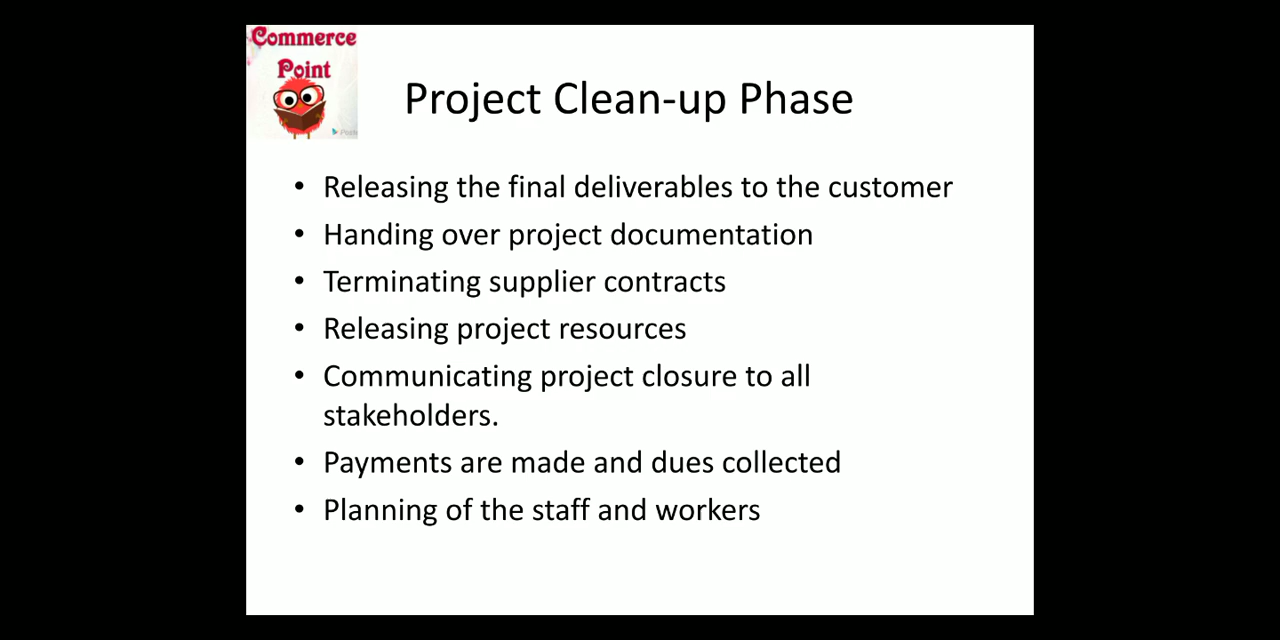 Commerce
Point
Project Clean-up Phase
• Releasing the final deliverables to the customer
• Handing over project documentation
• Terminating supplier contracts
• Releasing project resources
• Communicating project closure to all
stakeholders.
• Payments are made and dues collected
• Planning of the staff and workers